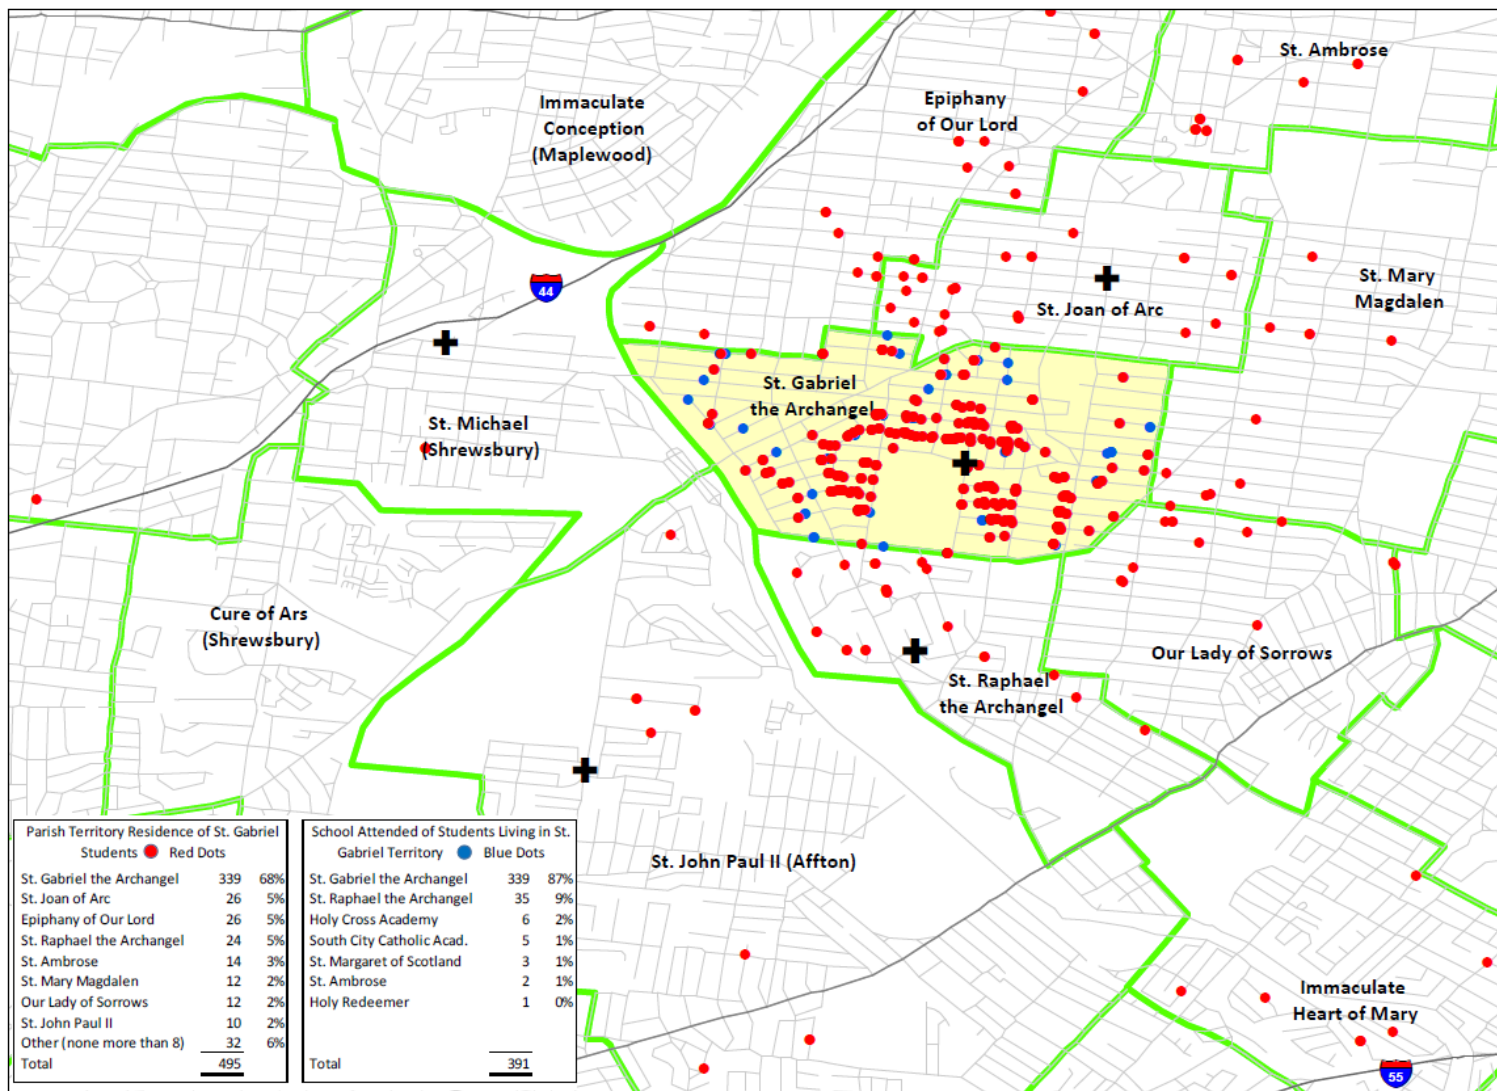 St. Ambrose
Immaculate
Conception
(Maplewood)
Epiphany
of Our Lord
44
St. Mary
Magdalen
St. Joan of Arc
St. Gabriel
the Archangel
St. Michael
(Shrewsbury)
Cure of Ars
(Shrewsbury)
Our Lady of Sorrows
St. Raphael
the Archangel
St. John Paul II (Affton)
Immaculate
Heart of Mary
55
Parish Territory Residence of St. Gabriel
Students Red Dots
St. Gabriel the Archangel 339 68%
St. Joan of Arc 26 5%
Epiphany of Our Lord 26 5%
St. Raphael the Archangel 24 5%
St. Ambrose 14 3%
St. Mary Magdalen 12 2%
Our Lady of Sorrows 12 2%
St. John Paul II 10 2%
Other (none more than 8) 32 6%
Total 495
School Attended of Students Living in St.
Gabriel Territory Blue Dots
St. Gabriel the Archangel 339 87%
St. Raphael the Archangel 35 9%
Holy Cross Academy 6 2%
South City Catholic Acad. 5 1%
St. Margaret of Scotland 3 1%
St. Ambrose 2 1%
Holy Redeemer 1 0%
Total 391